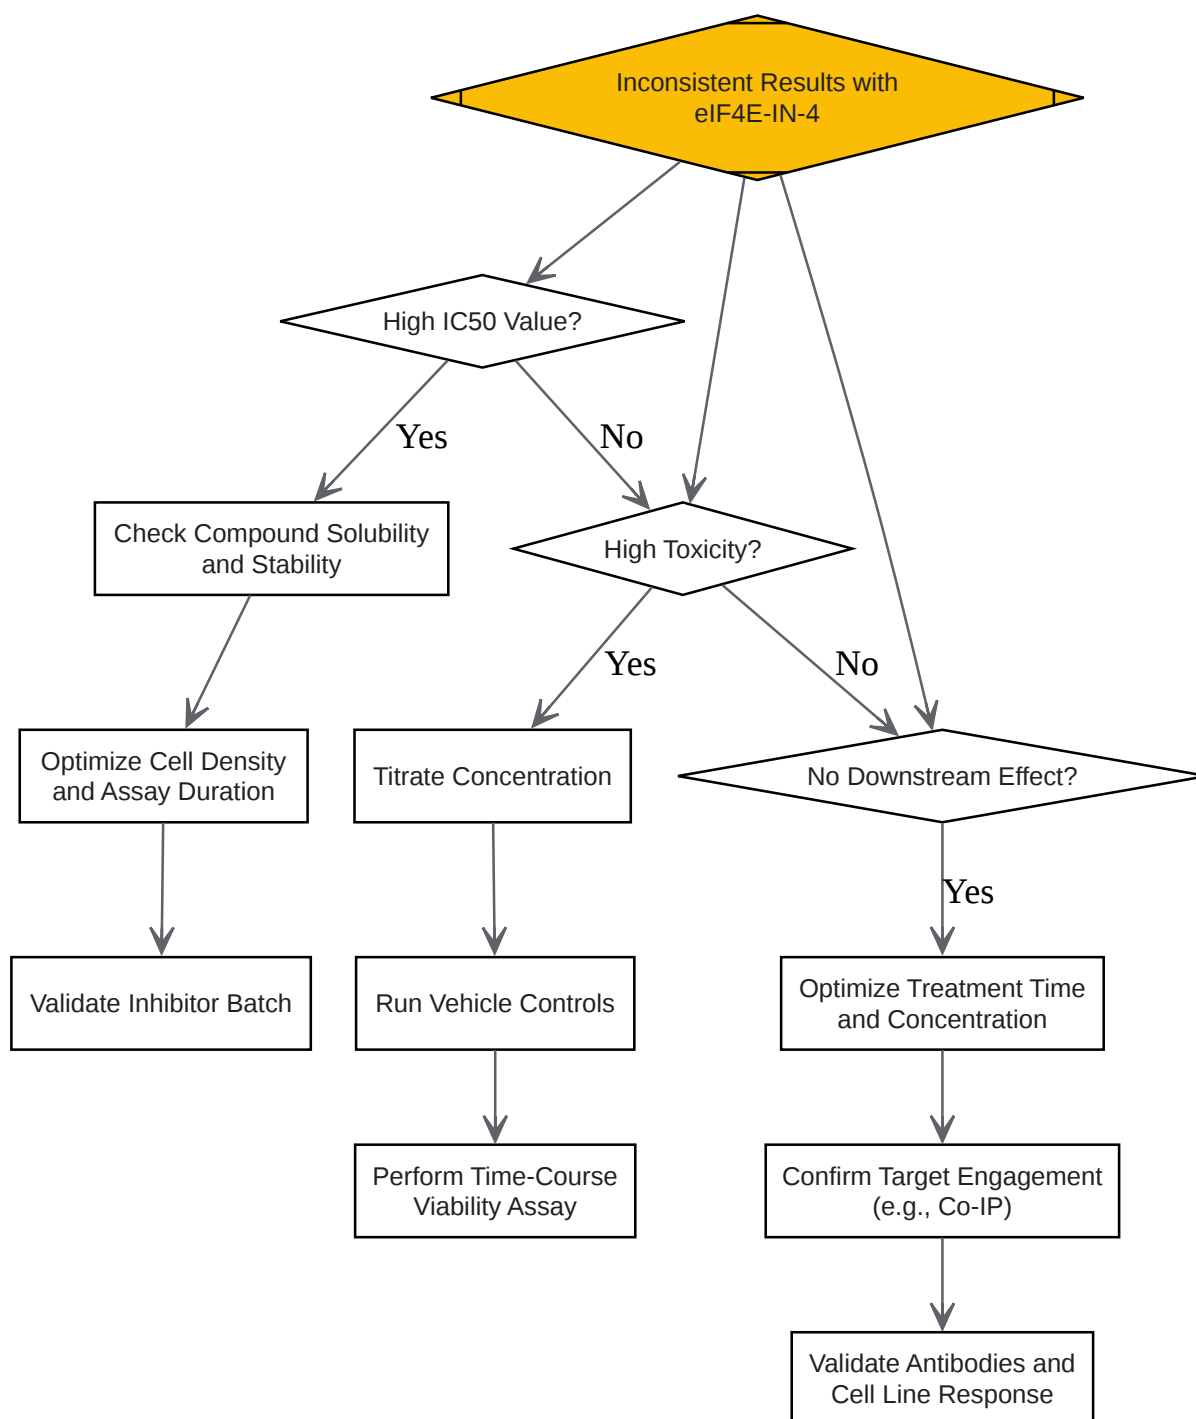 Inconsistent Results with
eIF4E-IN-4
High IC50 Value?
Yes
No
Check Compound Solubility
and Stability
High Toxicity?
Yes
No
Optimize Cell Density
and Assay Duration
Titrate Concentration
No Downstream Effect?
Yes
Validate Inhibitor Batch
Run Vehicle Controls
Optimize Treatment Time
and Concentration
Perform Time-Course
Viability Assay
Confirm Target Engagement
(e.g., Co-IP)
Validate Antibodies and
Cell Line Response